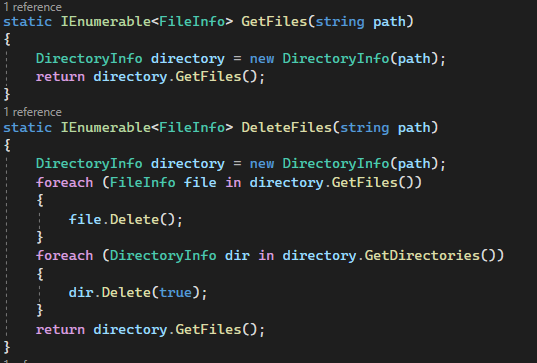 1 reference
static IEnumerable<FileInfo> GetFiles(string path)
{
    DirectoryInfo directory = new DirectoryInfo(path);
    return directory.GetFiles();
}
1 reference
static IEnumerable<FileInfo> DeleteFiles(string path)
{
    DirectoryInfo directory = new DirectoryInfo(path);
    foreach (FileInfo file in directory.GetFiles())
    {
        file.Delete();
    }
    foreach (DirectoryInfo dir in directory.GetDirectories())
    {
        dir.Delete(true);
    }
    return directory.GetFiles();
}